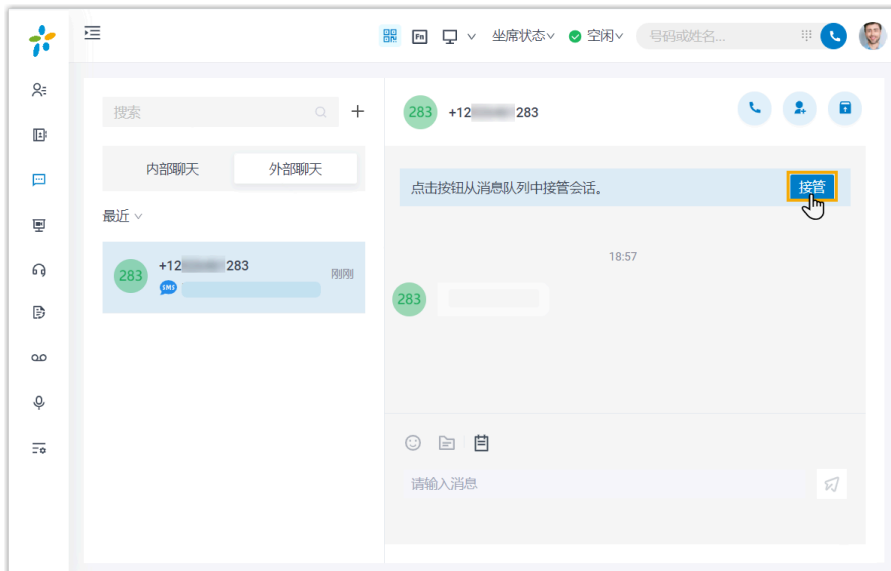 Fn 坐席状态 空闲 号码或姓名...
搜索
283 +12 283
内部聊天 外部聊天
点击按钮从消息队列中接管会话。 接管
最近
18:57
283 +12 283 刚刚
SMS
283
请输入消息